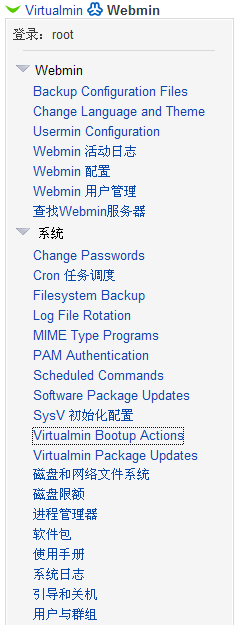 Virtualmin Webmin
登录：root
Webmin
Backup Configuration Files
Change Language and Theme
Usermin Configuration
Webmin 活动日志
Webmin 配置
Webmin 用户管理
查找Webmin服务器
系统
Change Passwords
Cron 任务调度
Filesystem Backup
Log File Rotation
MIME Type Programs
PAM Authentication
Scheduled Commands
Software Package Updates
SysV 初始化配置
Virtualmin Bootup Actions
Virtualmin Package Updates
磁盘和网络文件系统
磁盘限额
进程管理器
软件包
使用手册
系统日志
引导和关机
用户与群组